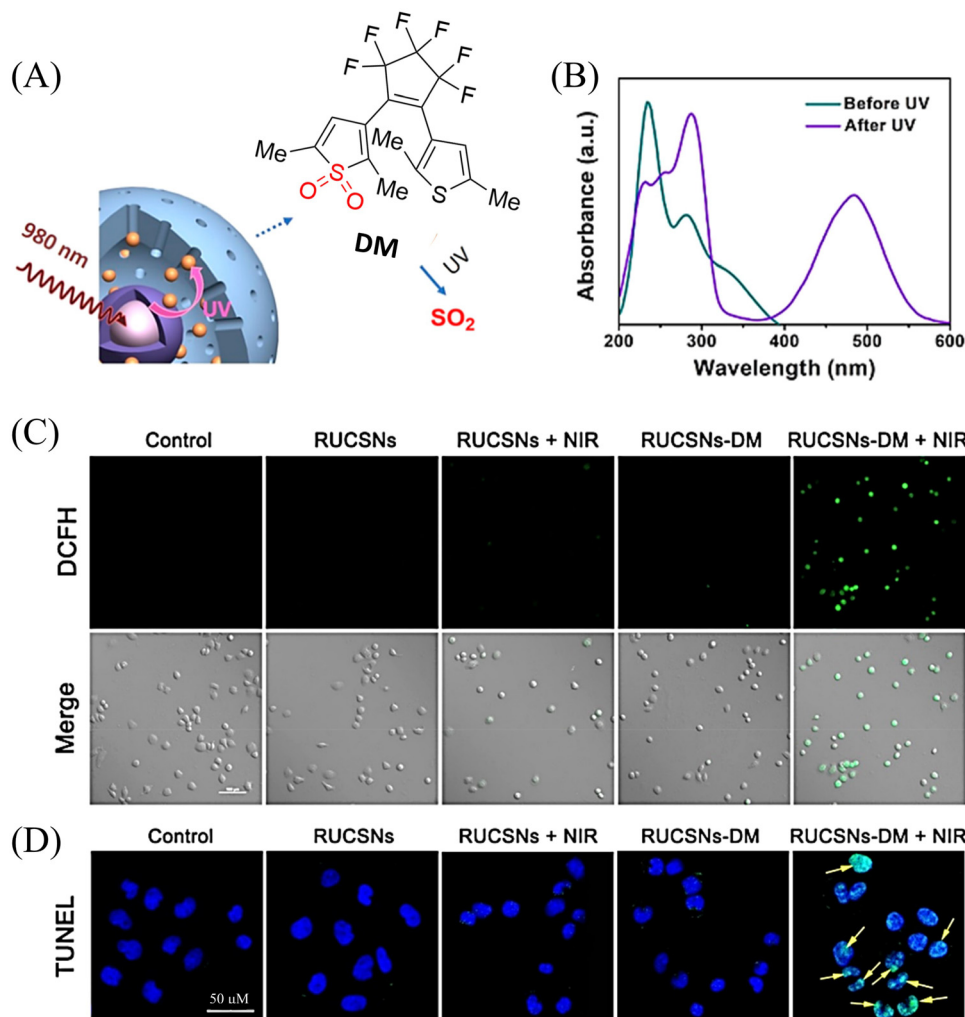 (A)
F
F
F
F
F
F
Me
Me
Me
Me
S
O
O
S
DM
UV
SO₂
980 nm
UV
(B)
Before UV
After UV
Absorbance (a.u.)
200 300 400 500 600
Wavelength (nm)
(C)
Control RUCSNs RUCSNs + NIR RUCSNs-DM RUCSNs-DM + NIR
DCFH
Merge
(D)
Control RUCSNs RUCSNs + NIR RUCSNs-DM RUCSNs-DM + NIR
TUNEL
50 uM